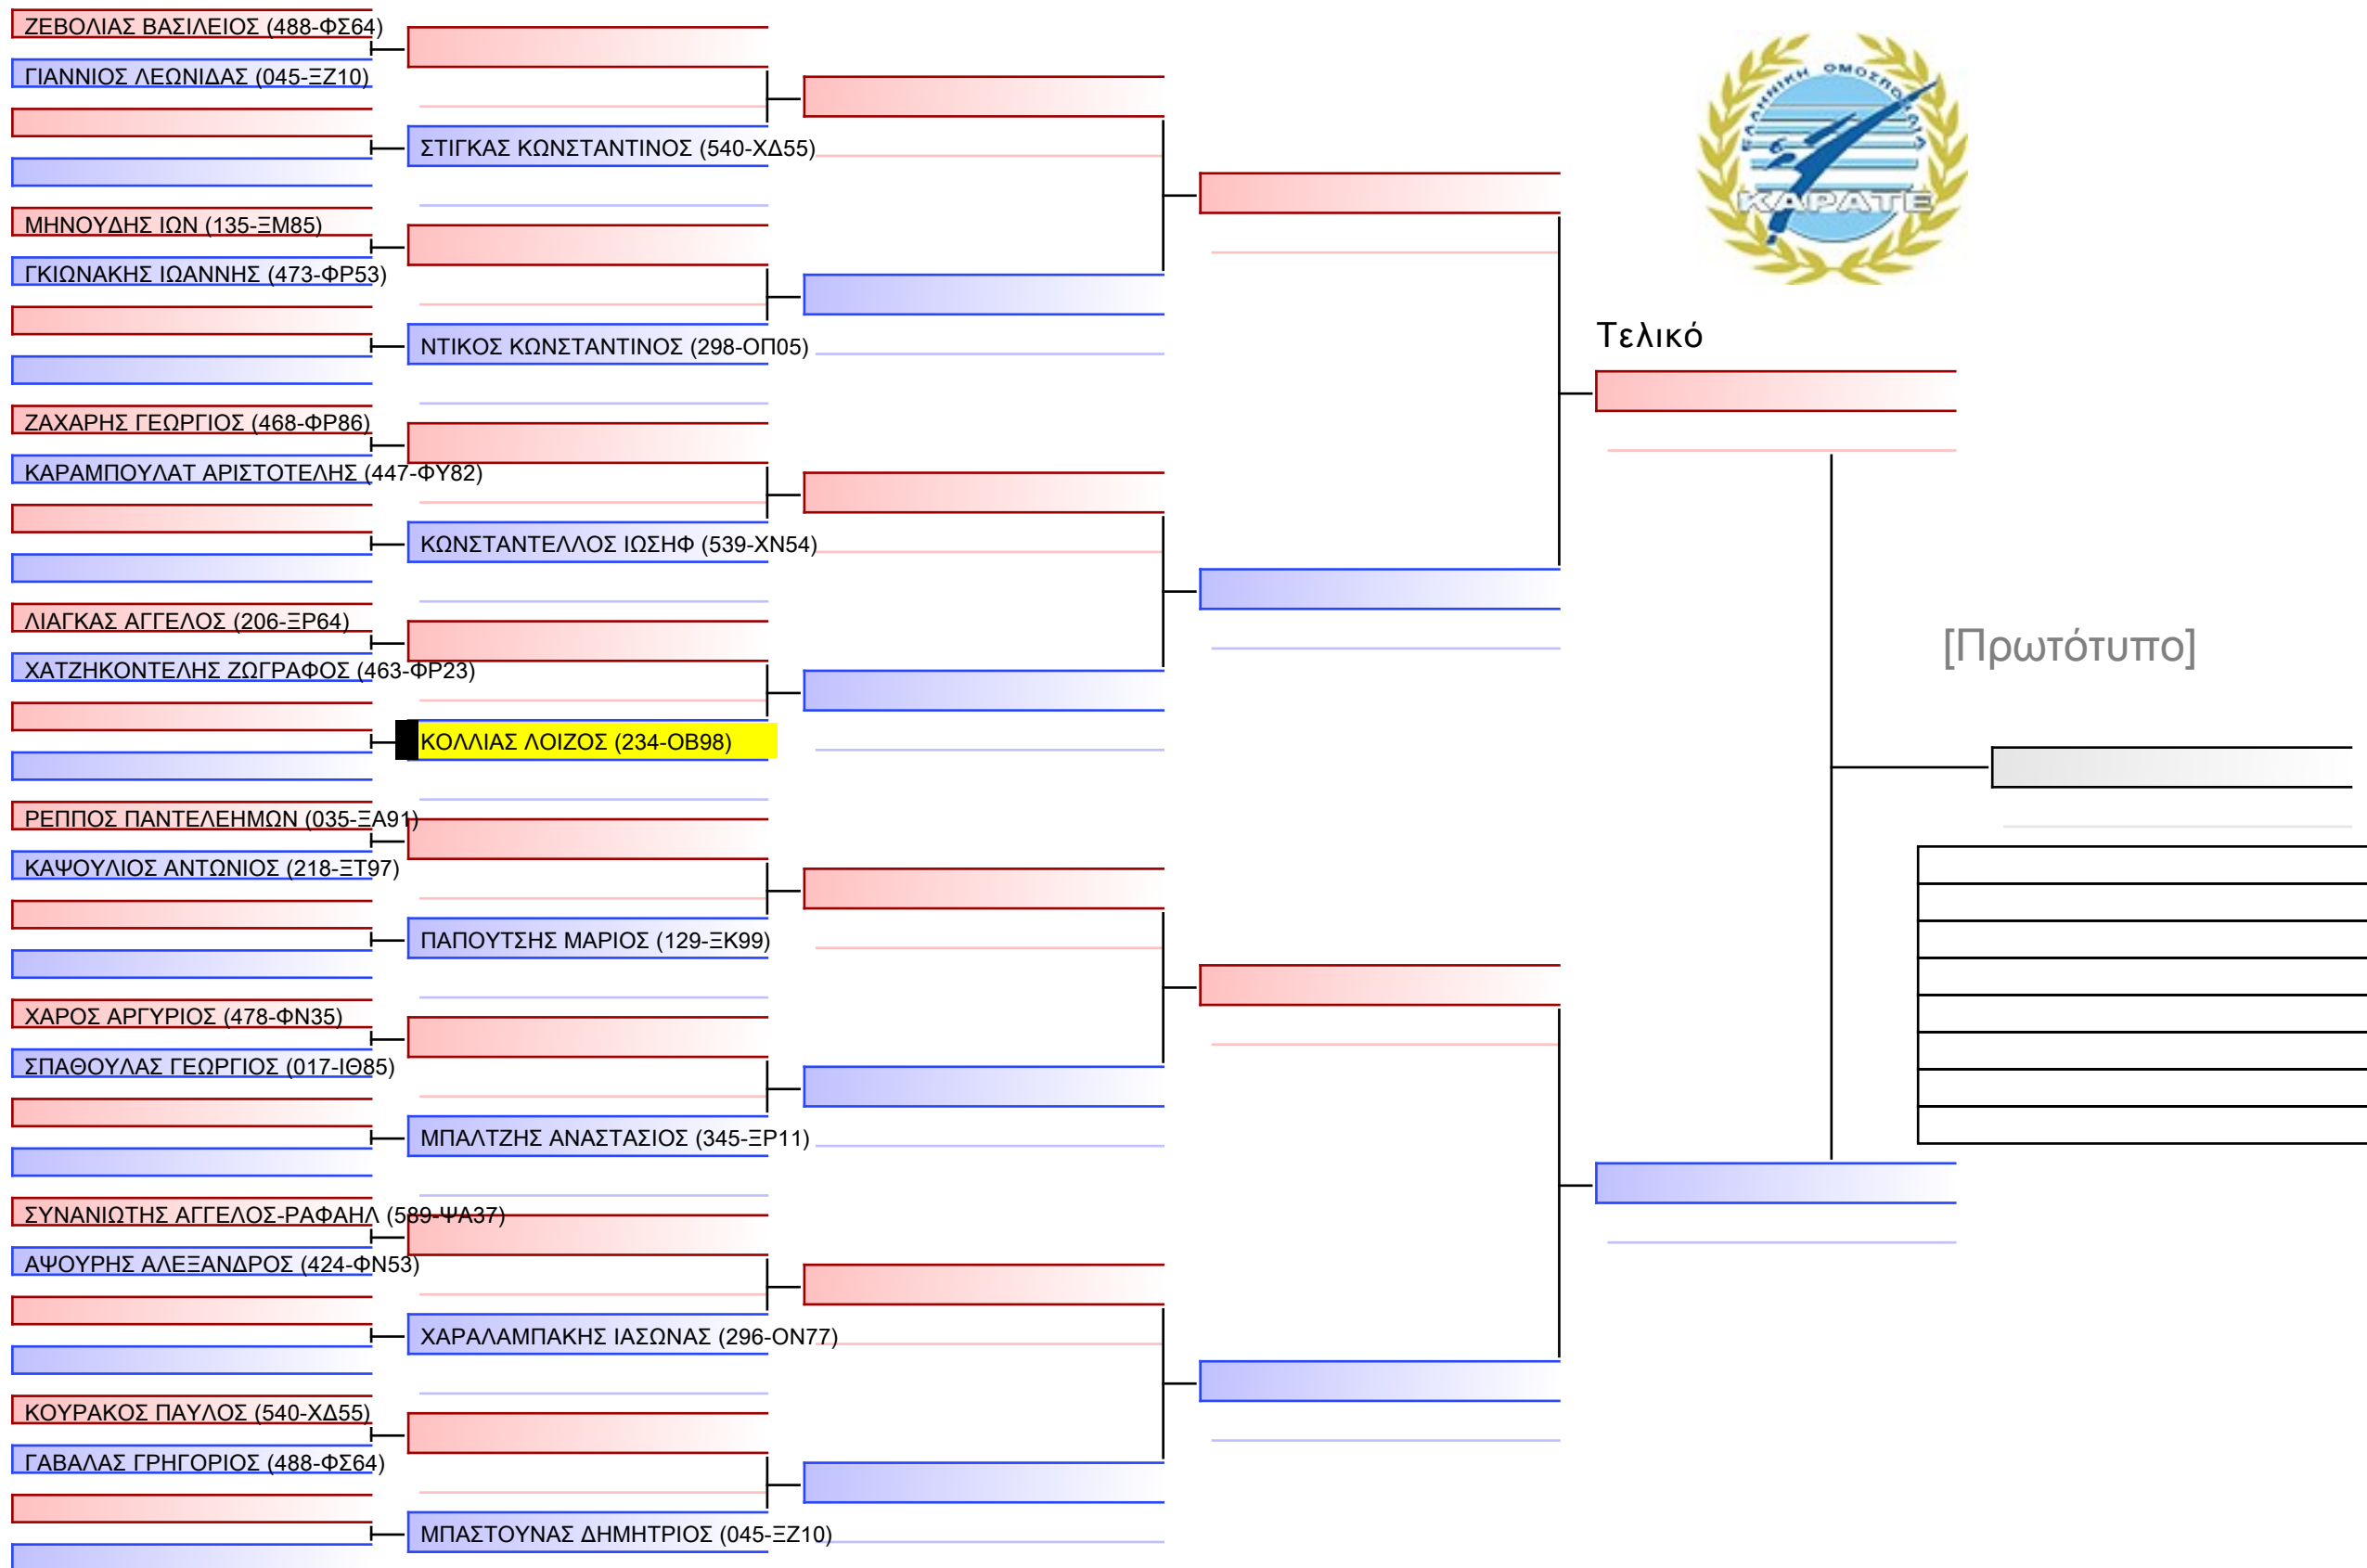 ΖΕΒΟΛΙΑΣ ΒΑΣΙΛΕΙΟΣ (488-ΦΣ64)
ΓΙΑΝΝΙΟΣ ΛΕΩΝΙΔΑΣ (045-ΞΖ10)
ΣΤΙΓΚΑΣ ΚΩΝΣΤΑΝΤΙΝΟΣ (540-ΧΔ55)
ΜΗΝΟΥΔΗΣ ΙΩΝ (135-ΞΜ85)
ΓΚΙΩΝΑΚΗΣ ΙΩΑΝΝΗΣ (473-ΦΡ53)
ΝΤΙΚΟΣ ΚΩΝΣΤΑΝΤΙΝΟΣ (298-ΟΠ05)
ΖΑΧΑΡΗΣ ΓΕΩΡΓΙΟΣ (468-ΦΡ86)
ΚΑΡΑΜΠΟΥΛΑΤ ΑΡΙΣΤΟΤΕΛΗΣ (447-ΦΥ82)
ΚΩΝΣΤΑΝΤΕΛΛΟΣ ΙΩΣΗΦ (539-ΧΝ54)
ΛΙΑΓΚΑΣ ΑΓΓΕΛΟΣ (206-ΞΡ64)
ΧΑΤΖΗΚΟΝΤΕΛΗΣ ΖΩΓΡΑΦΟΣ (463-ΦΡ23)
ΚΟΛΛΙΑΣ ΛΟΙΖΟΣ (234-ΟΒ98)
ΡΕΠΠΟΣ ΠΑΝΤΕΛΕΗΜΩΝ (035-ΞΑ91)
ΚΑΨΟΥΛΙΟΣ ΑΝΤΩΝΙΟΣ (218-ΞΤ97)
ΠΑΠΟΥΤΣΗΣ ΜΑΡΙΟΣ (129-ΞΚ99)
ΧΑΡΟΣ ΑΡΓΥΡΙΟΣ (478-ΦΝ35)
ΣΠΑΘΟΥΛΑΣ ΓΕΩΡΓΙΟΣ (017-ΙΘ85)
ΜΠΑΛΤΖΗΣ ΑΝΑΣΤΑΣΙΟΣ (345-ΞΡ11)
ΣΥΝΑΝΙΩΤΗΣ ΑΓΓΕΛΟΣ-ΡΑΦΑΗΛ (589-ΨΑ37)
ΑΨΟΥΡΗΣ ΑΛΕΞΑΝΔΡΟΣ (424-ΦΝ53)
ΧΑΡΑΛΑΜΠΑΚΗΣ ΙΑΣΩΝΑΣ (296-ΟΝ77)
ΚΟΥΡΑΚΟΣ ΠΑΥΛΟΣ (540-ΧΔ55)
ΓΑΒΑΛΑΣ ΓΡΗΓΟΡΙΟΣ (488-ΦΣ64)
ΜΠΑΣΤΟΥΝΑΣ ΔΗΜΗΤΡΙΟΣ (045-ΞΖ10)
ΕΛΛΗΝΙΚΗ ΟΜΟΣΠΟΝΔΙΑ
ΚΑΡΑΤΕ
Τελικό
[Πρωτότυπο]